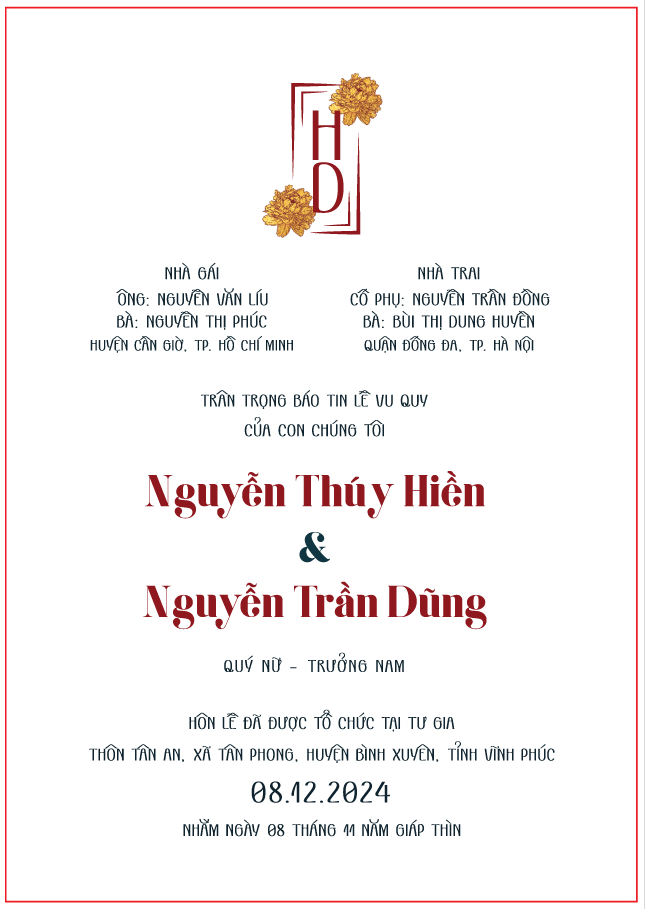 H
D
NHÀ GÁI
ÔNG: NGUYỄN VĂN LÍU
BÀ: NGUYỄN THỊ PHÚC
HUYỆN CẦN GIỜ, TP. HỒ CHÍ MINH
NHÀ TRAI
CỐ PHỤ: NGUYỄN TRẦN ĐÔNG
BÀ: BÙI THỊ DUNG HUYỀN
QUẬN ĐỐNG ĐA, TP. HÀ NỘI
TRÂN TRỌNG BÁO TIN LỄ VU QUY
CỦA CON CHÚNG TÔI
Nguyễn Thúy Hiền
&
Nguyễn Trần Dũng
QUÝ NỮ - TRƯỞNG NAM
HÔN LỄ ĐÃ ĐƯỢC TỔ CHỨC TẠI TƯ GIA
THÔN TÂN AN, XÃ TÂN PHONG, HUYỆN BÌNH XUYÊN, TỈNH VĨNH PHÚC
08.12.2024
NHẰM NGÀY 08 THÁNG 11 NĂM GIÁP THÌN